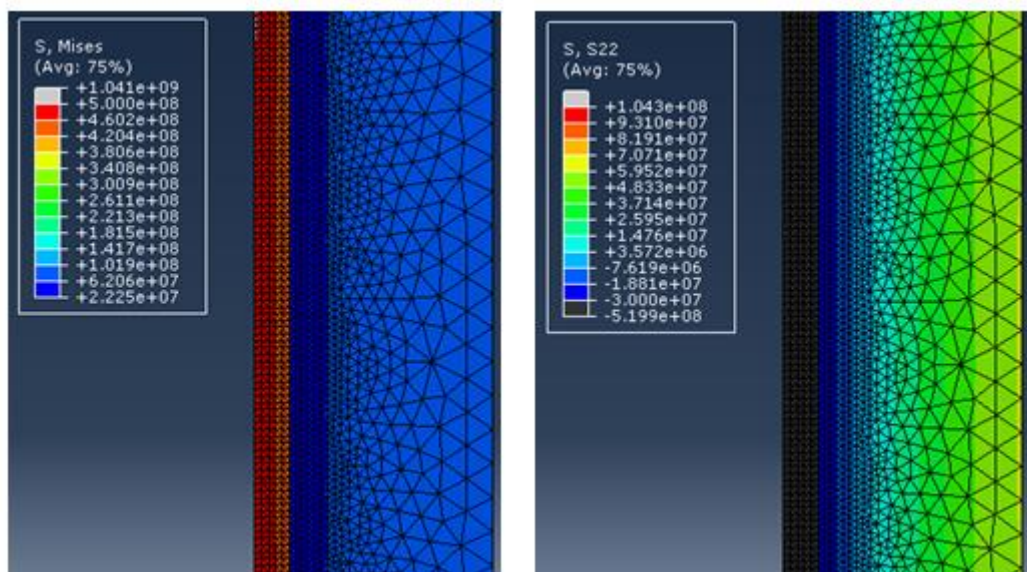 S, Mises
(Avg: 75%)
+1.041e+09
+5.000e+08
+4.602e+08
+4.204e+08
+3.806e+08
+3.408e+08
+3.009e+08
+2.611e+08
+2.213e+08
+1.815e+08
+1.417e+08
+1.019e+08
+6.206e+07
+2.225e+07
S, S22
(Avg: 75%)
+1.043e+08
+9.310e+07
+8.191e+07
+7.071e+07
+5.952e+07
+4.833e+07
+3.714e+07
+2.595e+07
+1.476e+07
+3.572e+06
-7.619e+06
-1.881e+07
-3.000e+07
-5.199e+08